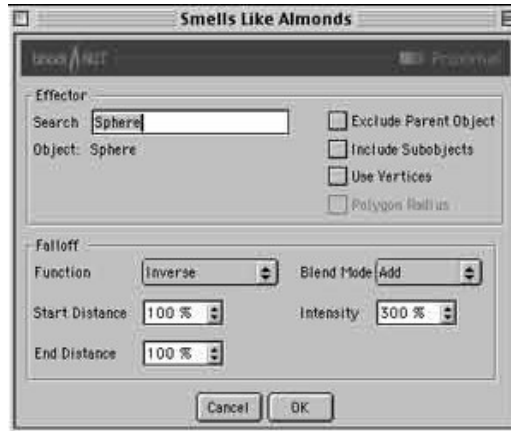 Smells Like Almonds
Proximal
Effector
Search Sphere
Exclude Parent Object
Object: Sphere
Include Subobjects
Use Vertices
Polygon Radius
Falloff
Function Inverse
Blend Mode Add
Start Distance 100 %
Intensity 300 %
End Distance 100 %
Cancel OK